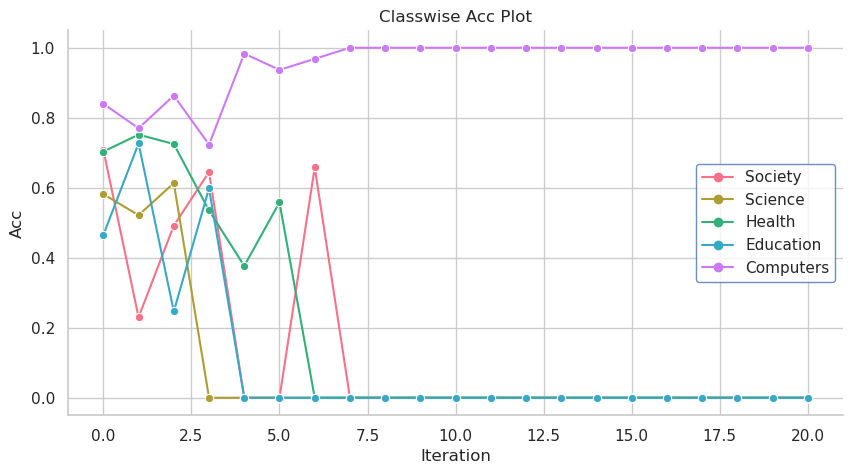 Classwise Acc Plot
1.0
0.8
0.6
0.4
0.2
0.0
Acc
Society
Science
Health
Education
Computers
0.0 2.5 5.0 7.5 10.0 12.5 15.0 17.5 20.0
Iteration